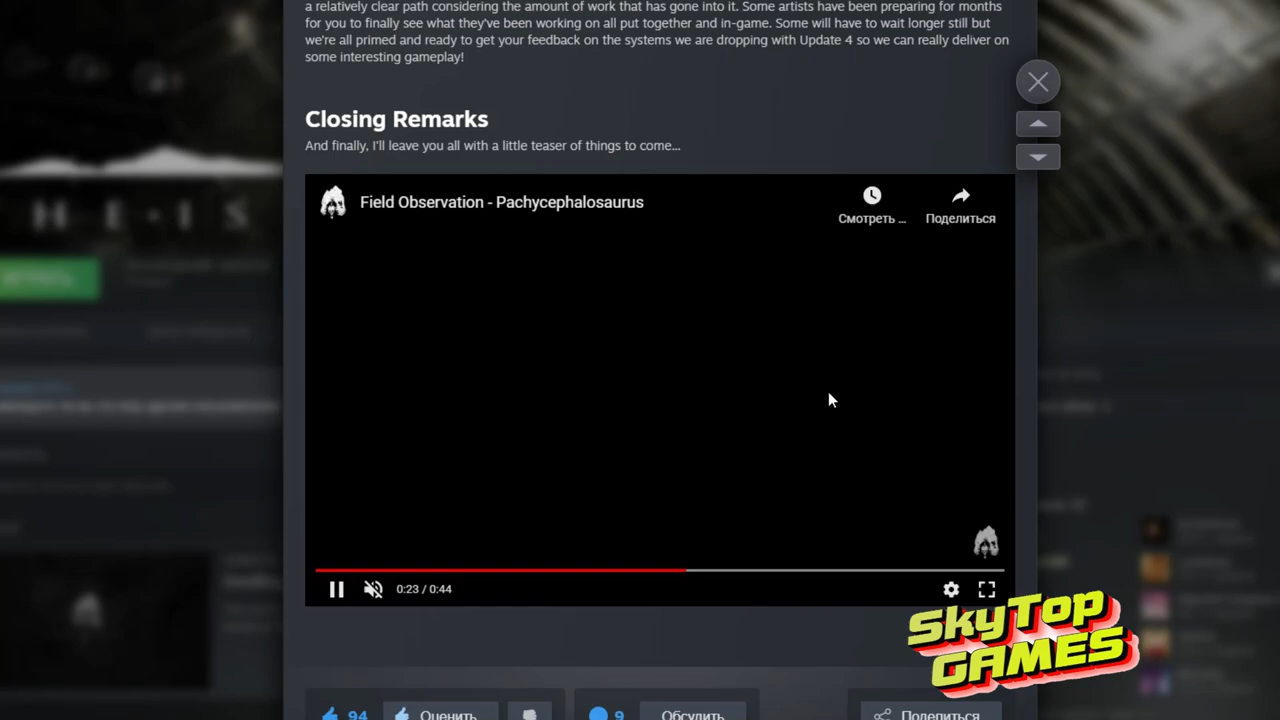 a relatively clear path considering the amount of work that has gone into it. Some artists have been preparing for months
for you to finally see what they've been working on all put together and in-game. Some will have to wait longer still but
we're all primed and ready to get your feedback on the systems we are dropping with Update 4 so we can really deliver on
some interesting gameplay!
Closing Remarks
And finally, I'll leave you all with a little teaser of things to come...
Field Observation - Pachycephalosaurus
Смотреть ...
Поделиться
H E • I S
0:23 / 0:44
SkyTop
GAMES
94
Оценить
9
Обсудить
Поделиться